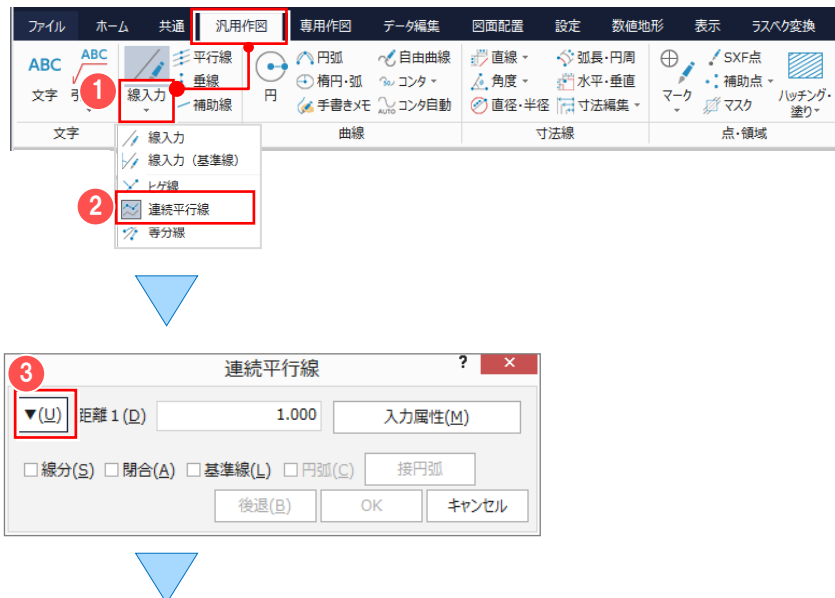 ファイル ホーム 共通 汎用作図 専用作図 データ編集 図面配置 設定 数値地形 表示 ラスベク変換
ABC ABC 平行線 円弧 自由曲線 直線 弧長・円周 SXF点
垂線 楕円・弧 コンタ 角度 水平・垂直 補助点
文字 引 1 線入力 補助線 円 手書きメモ AUTO コンタ自動 直径・半径 寸法編集 マーク マスク ハッチング・
塗り
文字 曲線 寸法線 点・領域
線入力
線入力（基準線）
ヒゲ線
2 連続平行線
等分線
連続平行線 ? ×
3
▼(U) 距離１(D) 1.000 入力属性(M)
線分(S) 閉合(A) 基準線(L) 円弧(C) 接円弧
後退(B) OK キャンセル